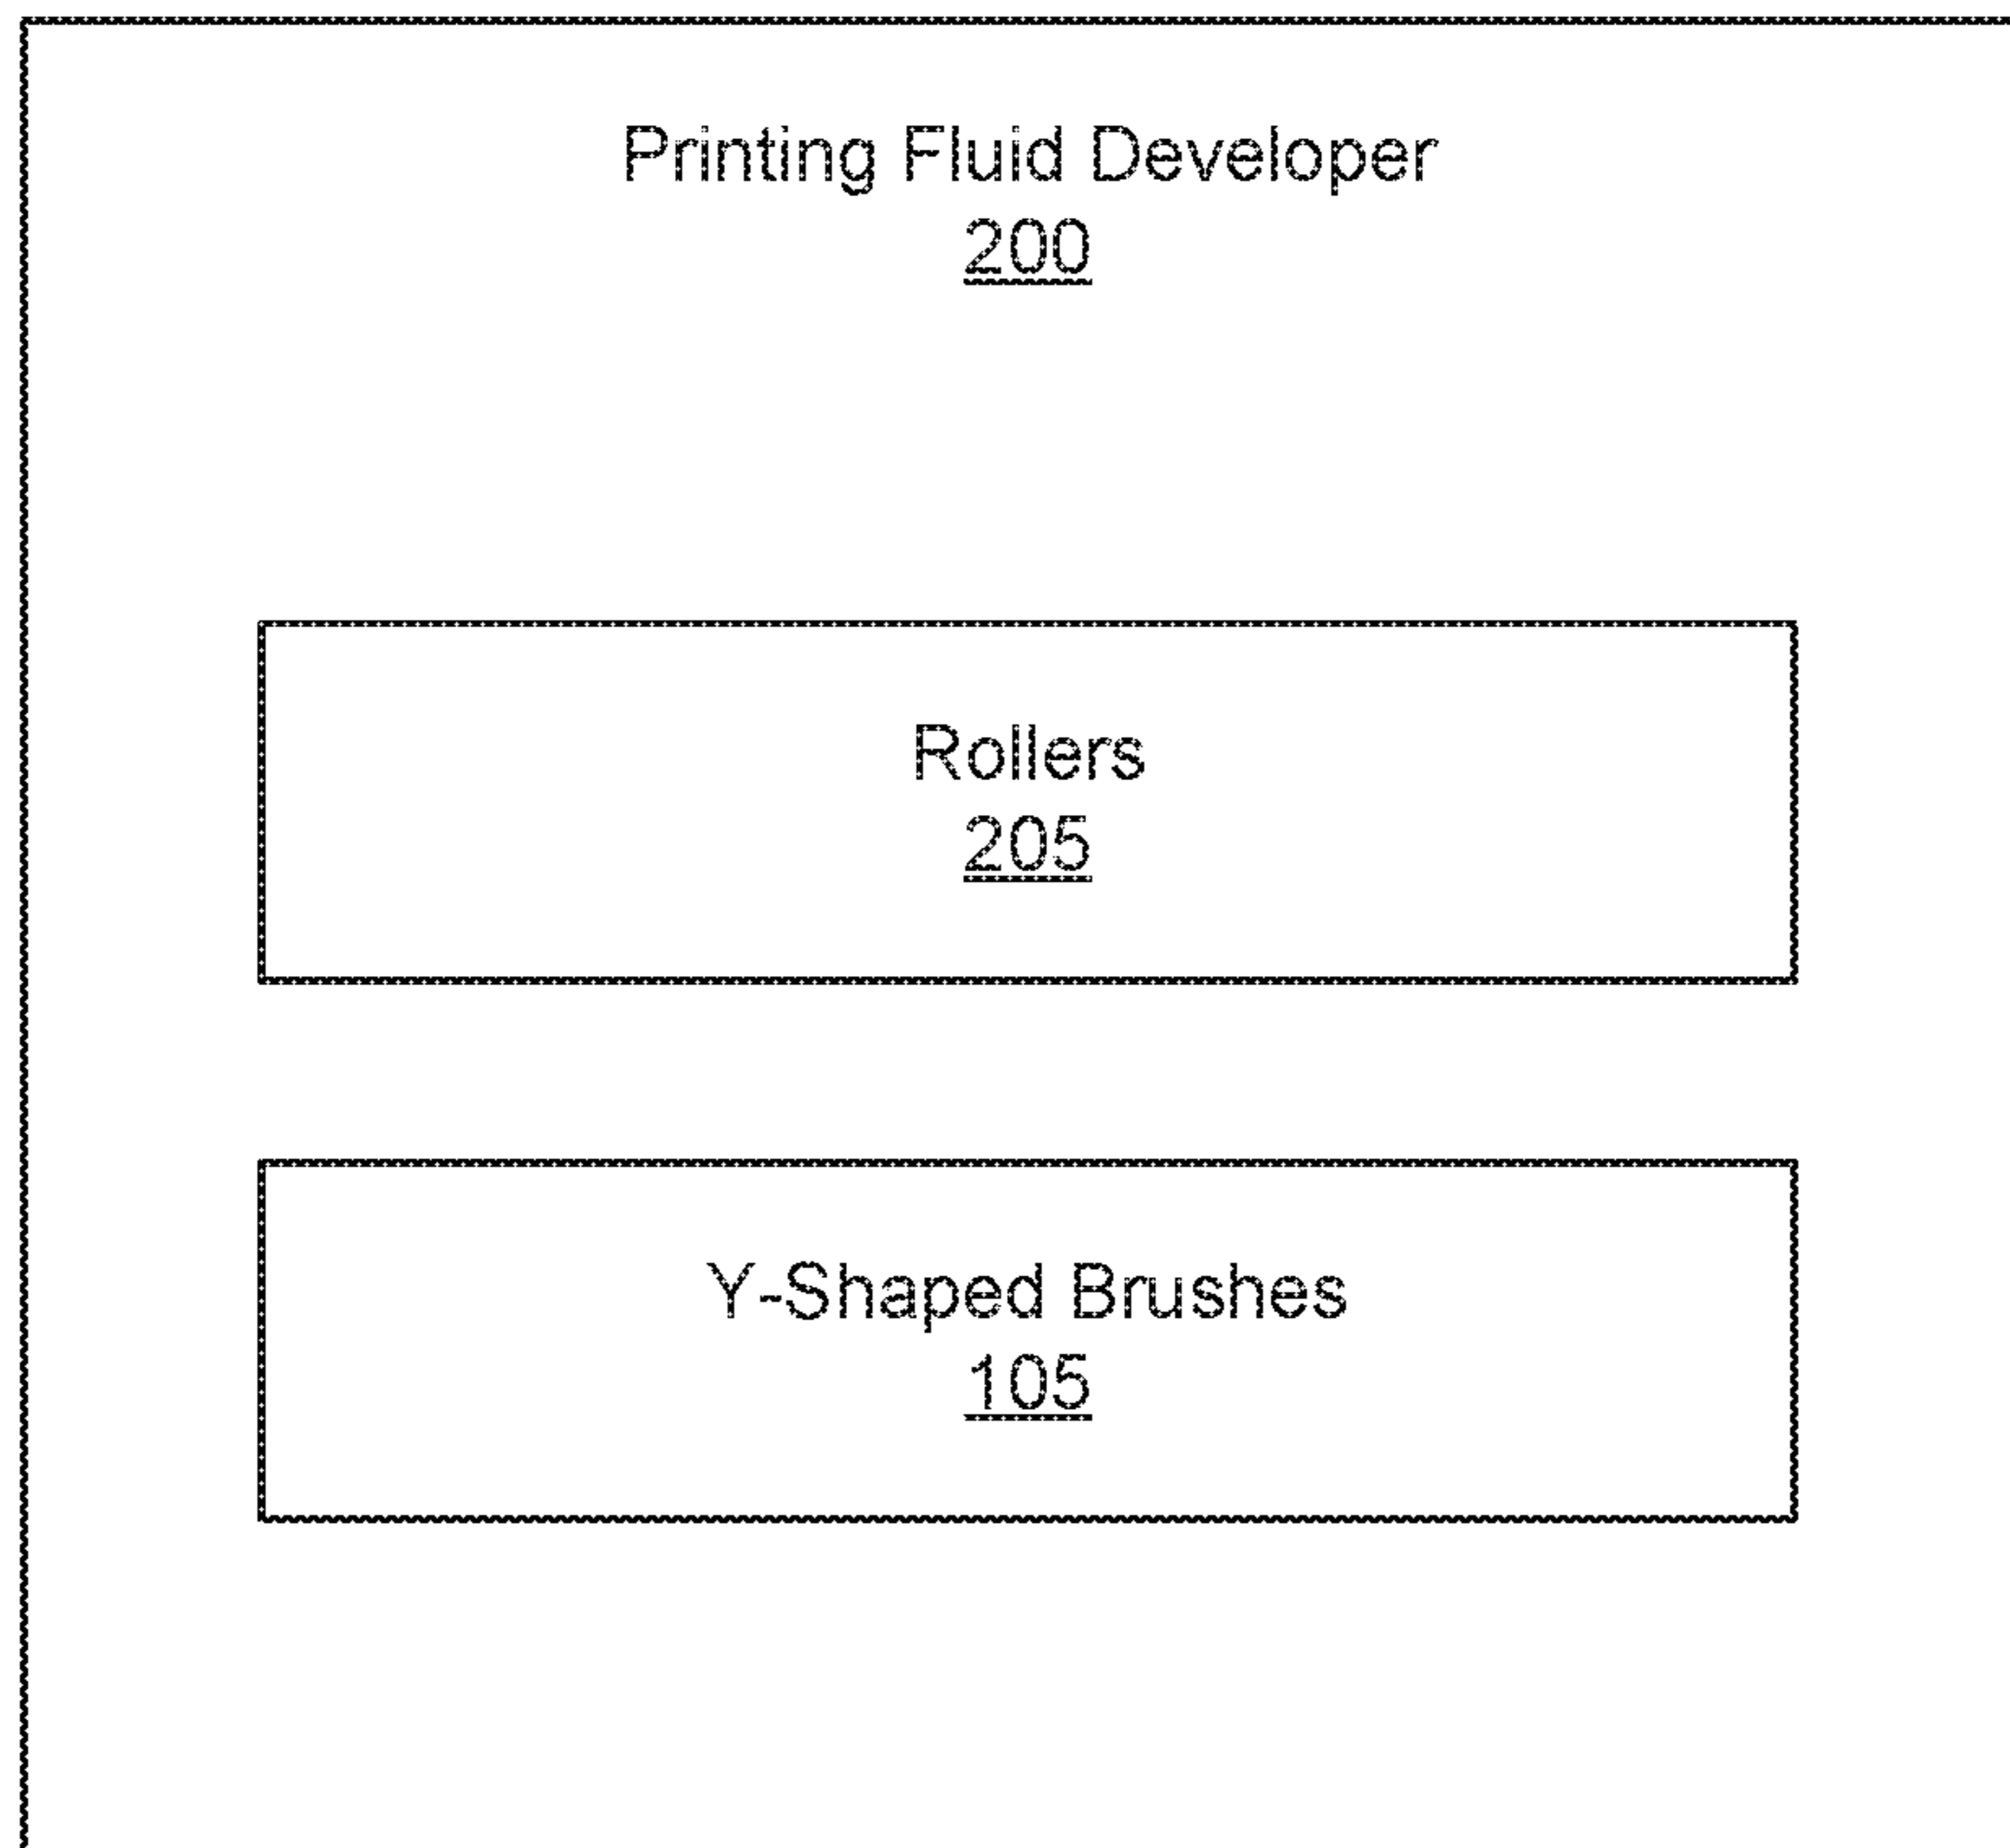 Printing Fluid Developer
200
Rollers
205
Y-Shaped Brushes
105